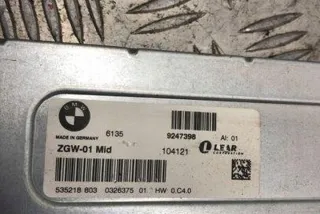 BMW
MADE IN GERMANY 6135 9247398 AI: 01
ZGW-01 Mid 104121 LEAR
CORPORATION
535218 803 0326375 01 HW 0.C4.0